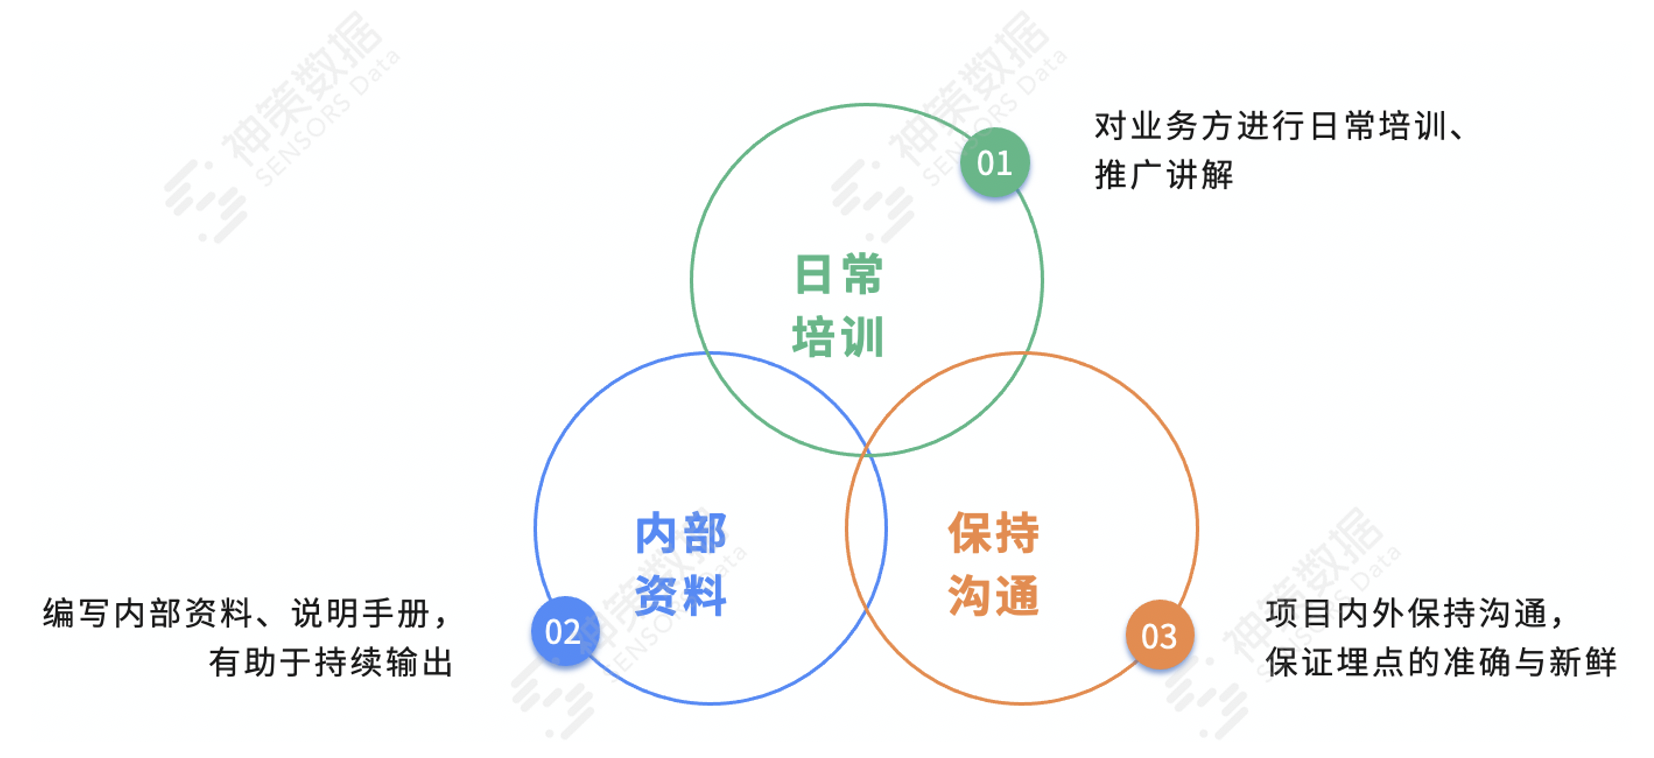 神策数据
SENSORS Data
神策数据
SENSORS Data
01
对业务方进行日常培训、
推广讲解
日常
培训
内部
资料
保持
沟通
编写内部资料、说明手册，
有助于持续输出
02
神策数据
SENSORS Data
03
项目内外保持沟通，
保证埋点的准确与新鲜
神策数据
SENSORS Data